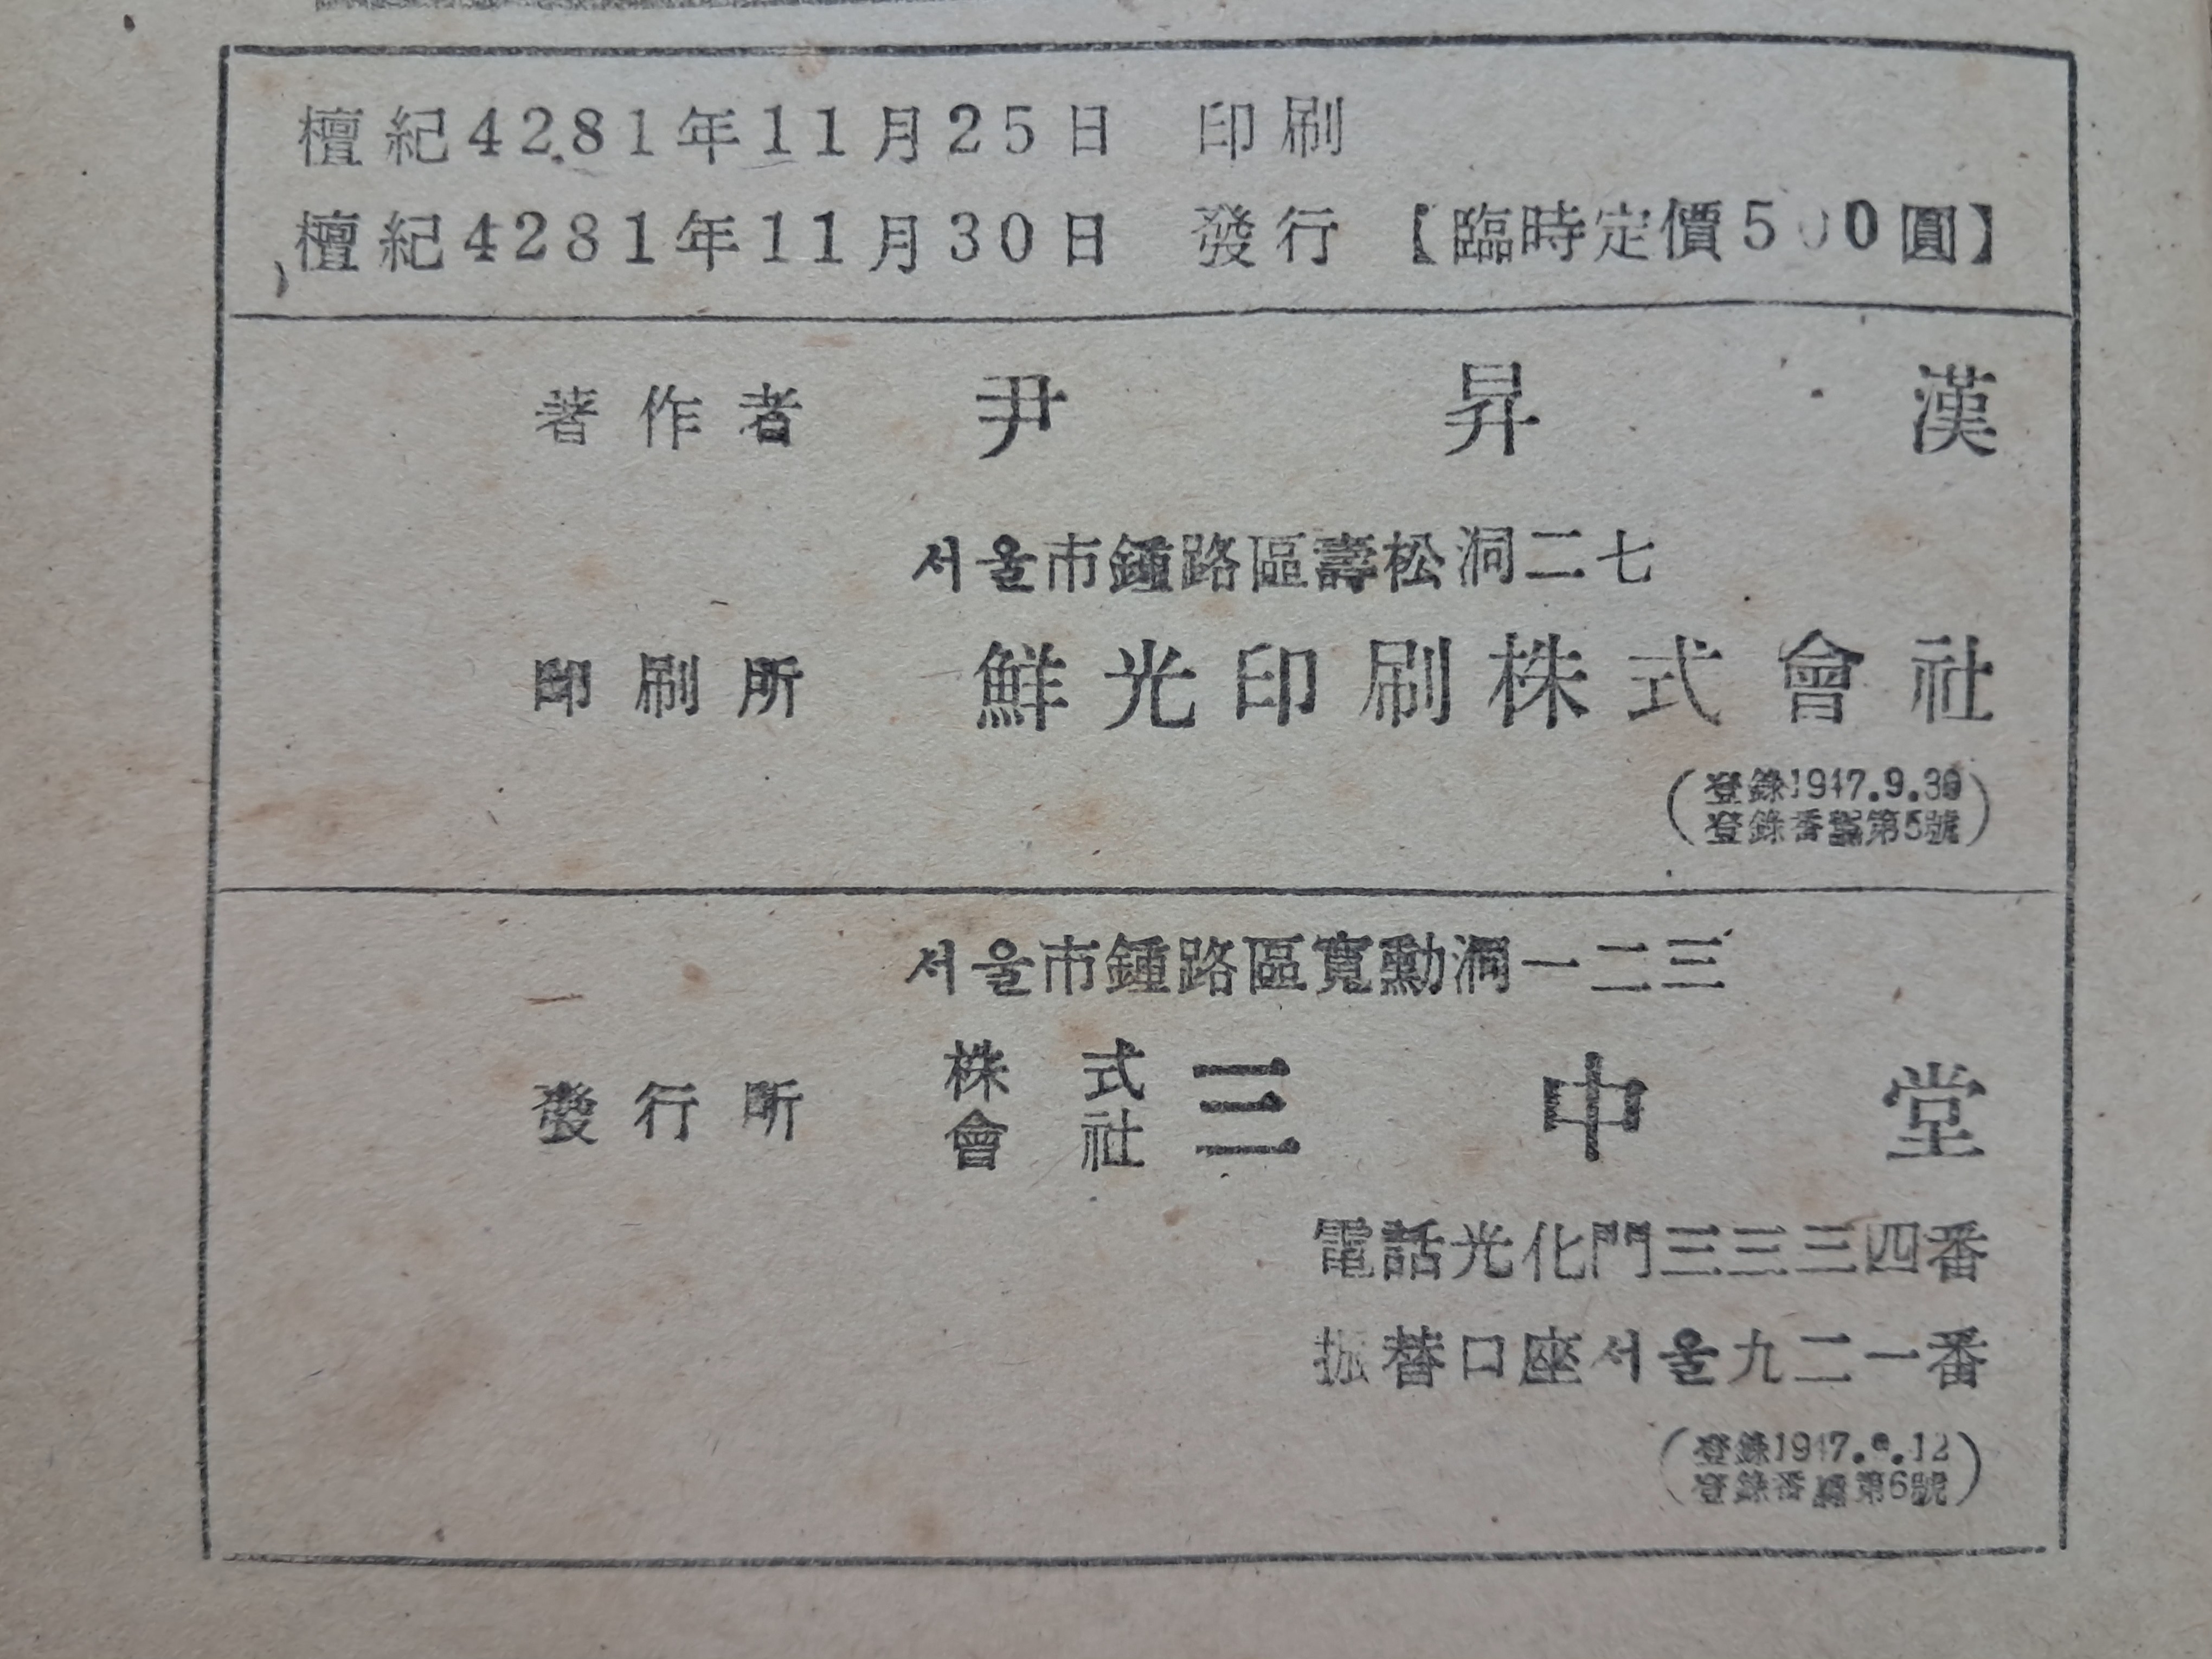 檀紀4281年11月25日 印刷
檀紀4281年11月30日 發行 【臨時定價500圓】
著作者 尹昇漢
서울市鍾路區壽松洞二七
印刷所 鮮光印刷株式會社
(登錄1947.9.30
登錄番號第5號)
서울市鍾路區寬勳洞一二三
發行所 株式會社 三中堂
電話光化門三三三四番
振替口座서울九二一番
(登錄1947. .12
登錄番號第6號)